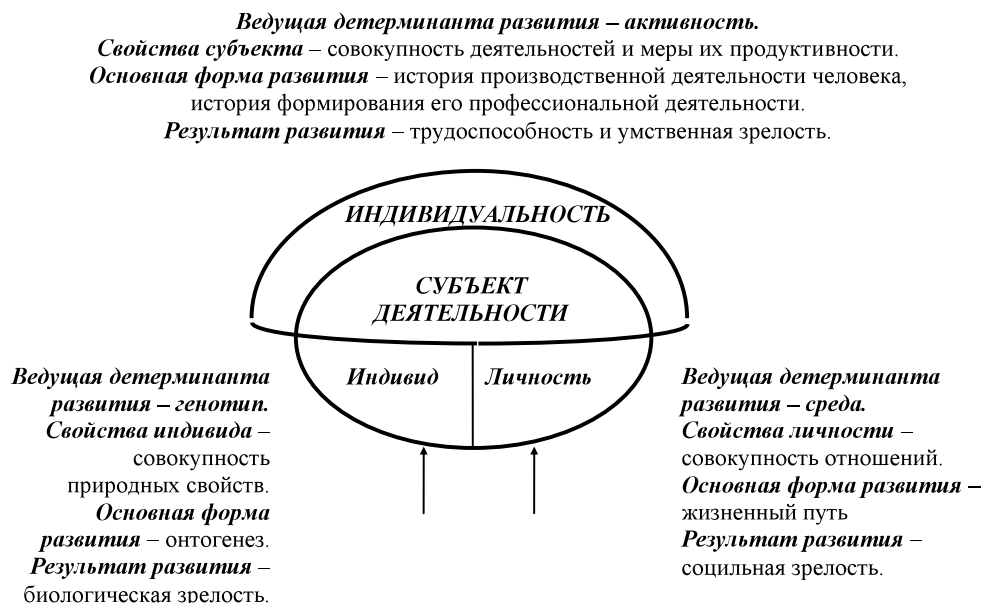 Ведущая детерминанта развития – активность.
Свойства субъекта – совокупность деятельностей и меры их продуктивности.
Основная форма развития – история производственной деятельности человека,
история формирования его профессиональной деятельности.
Результат развития – трудоспособность и умственная зрелость.
ИНДИВИДУАЛЬНОСТЬ
СУБЪЕКТ
ДЕЯТЕЛЬНОСТИ
Индивид
Личность
Ведущая детерминанта
развития – генотип.
Свойства индивида –
совокупность
природных свойств.
Основная форма
развития – онтогенез.
Результат развития –
биологическая зрелость.
Ведущая детерминанта
развития – среда.
Свойства личности –
совокупность отношений.
Основная форма развития –
жизненный путь
Результат развития –
социльная зрелость.